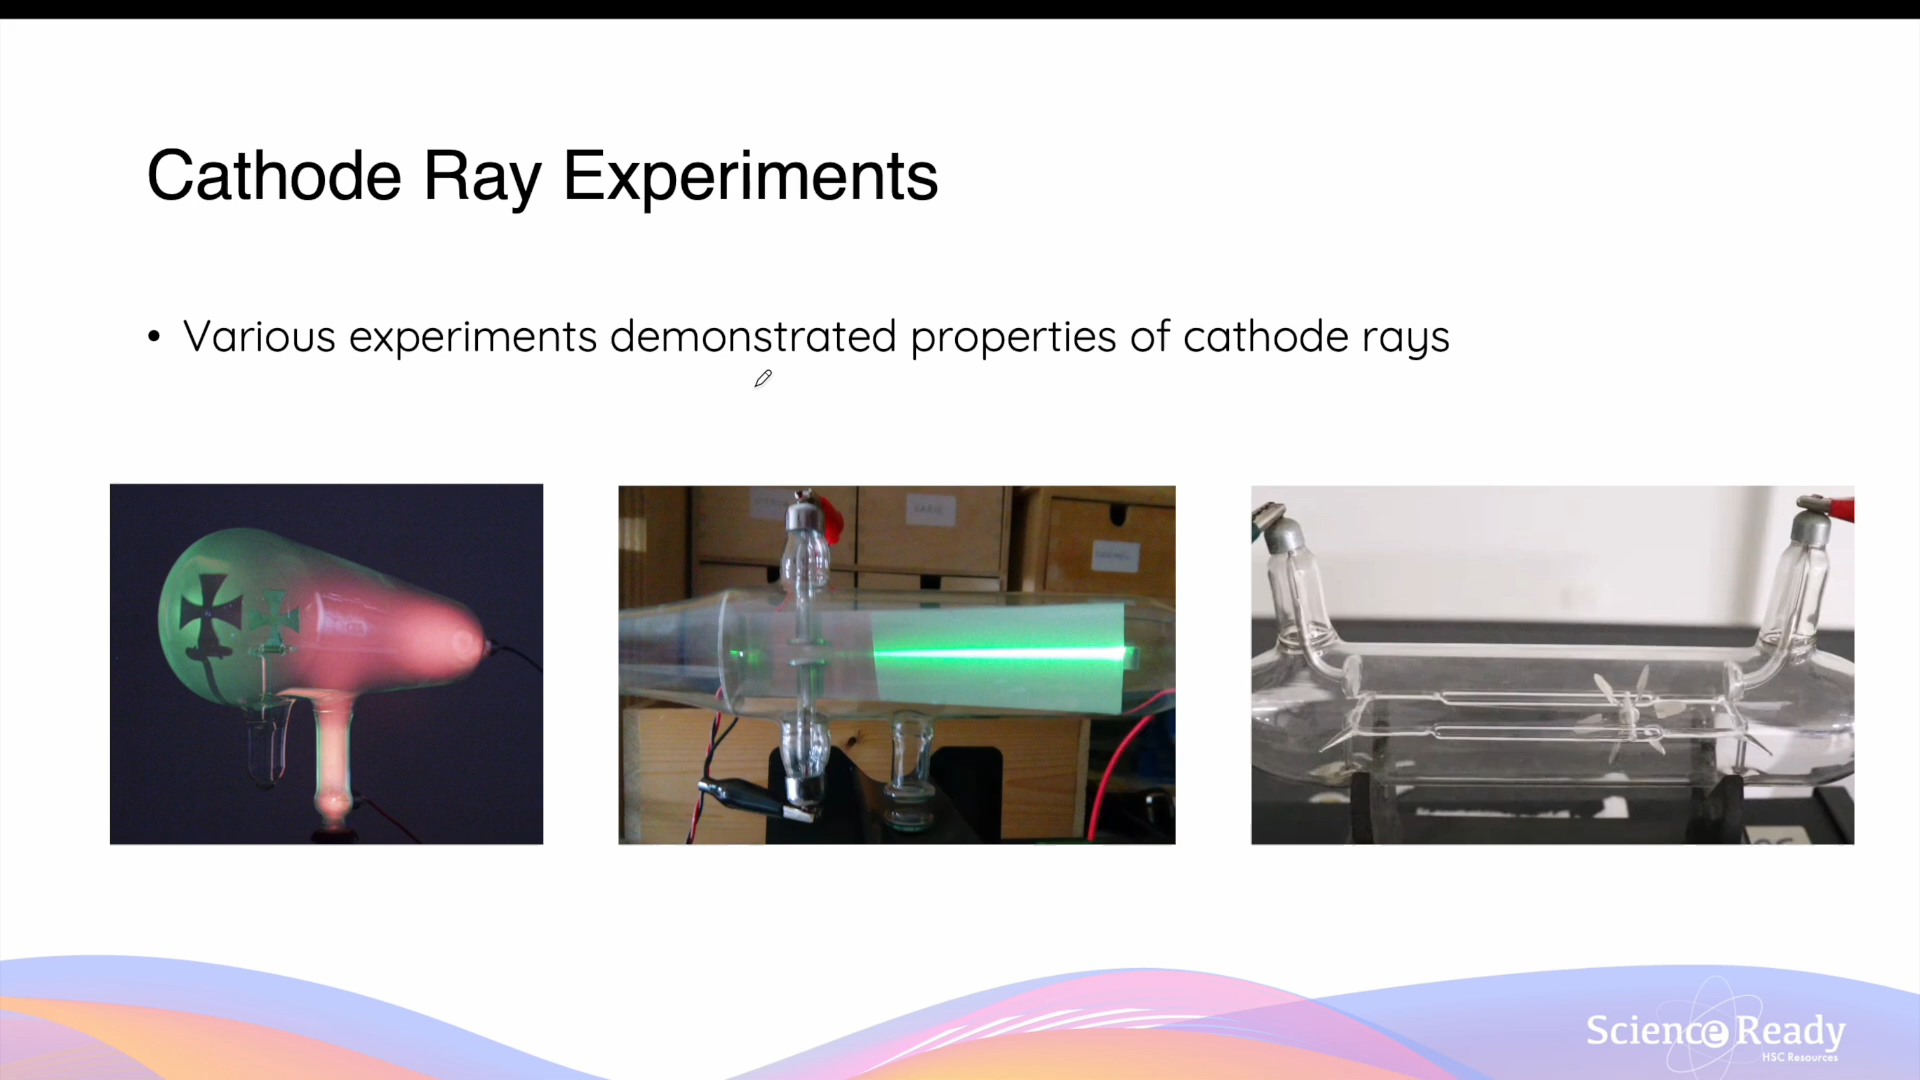 Cathode Ray Experiments
• Various experiments demonstrated properties of cathode rays
Science Ready
HSC Resources